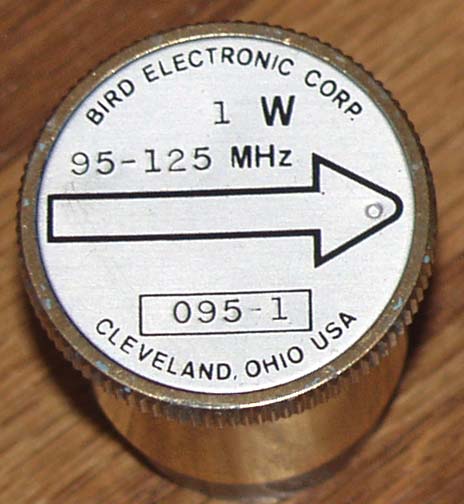 BIRD ELECTRONIC CORP.
1 W
95-125 MHz
095-1
CLEVELAND, OHIO USA